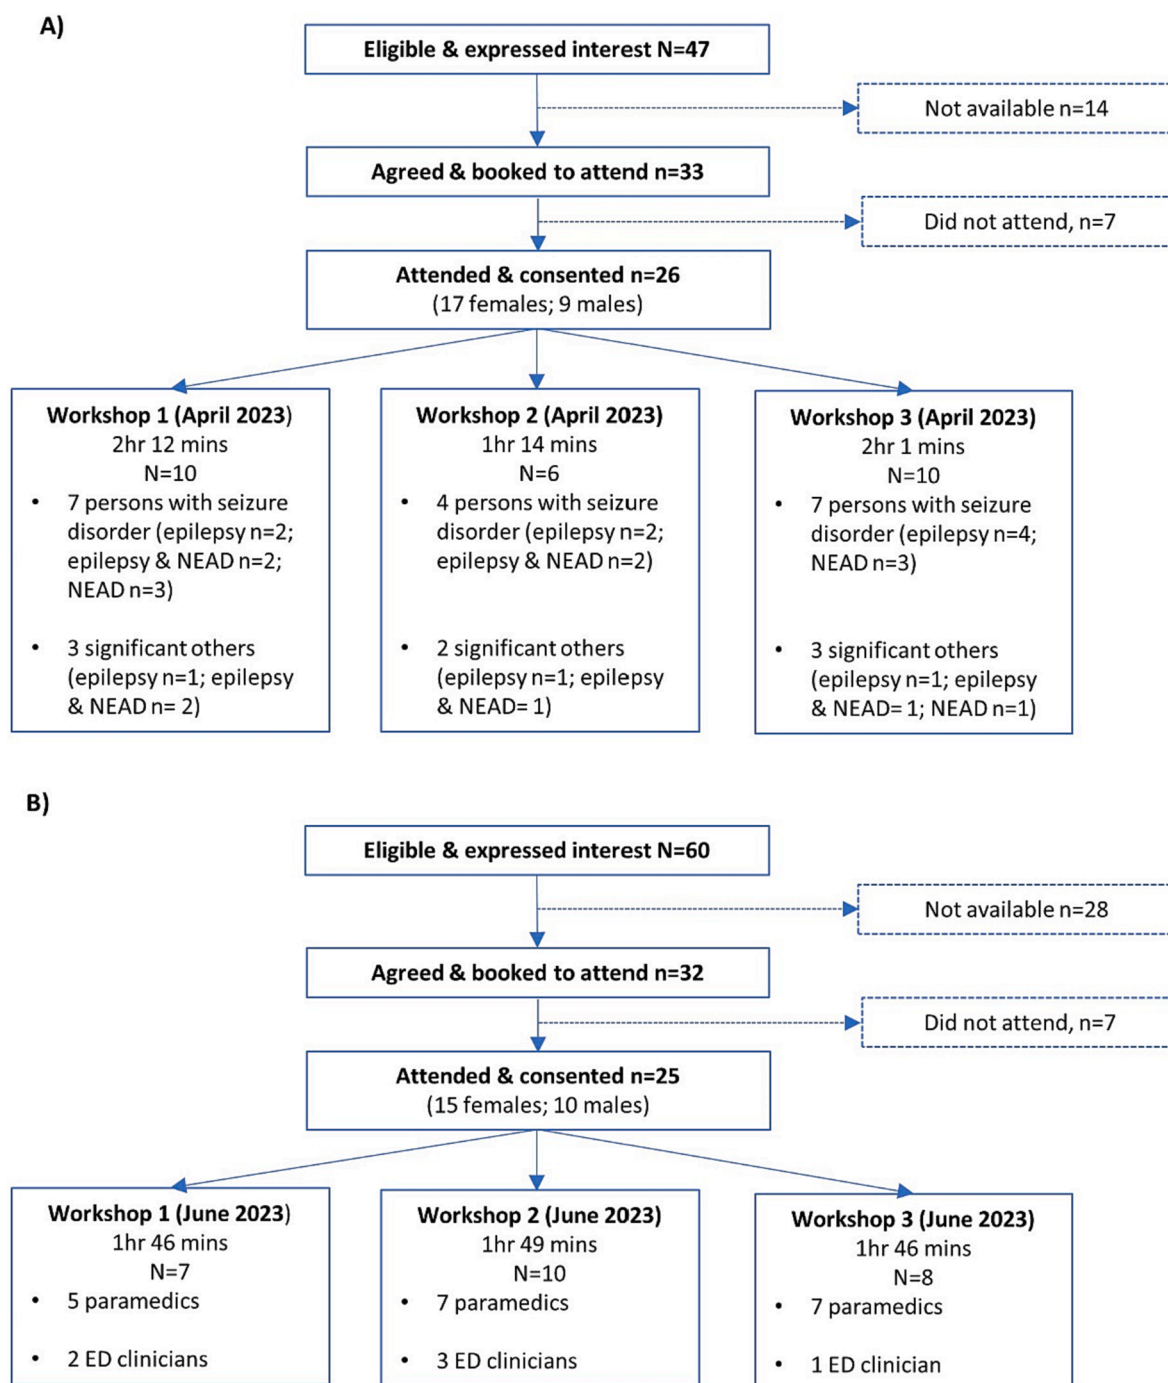 A)
Eligible & expressed interest N=47
Not available n=14
Agreed & booked to attend n=33
Did not attend, n=7
Attended & consented n=26
(17 females; 9 males)
Workshop 1 (April 2023)
2hr 12 mins
N=10
• 7 persons with seizure
disorder (epilepsy n=2;
epilepsy & NEAD n=2;
NEAD n=3)
• 3 significant others
(epilepsy n=1; epilepsy
& NEAD n= 2)
Workshop 2 (April 2023)
1hr 14 mins
N=6
• 4 persons with seizure
disorder (epilepsy n=2;
epilepsy & NEAD n=2)
• 2 significant others
(epilepsy n=1; epilepsy
& NEAD= 1)
Workshop 3 (April 2023)
2hr 1 mins
N=10
• 7 persons with seizure
disorder (epilepsy n=4;
NEAD n=3)
• 3 significant others
(epilepsy n=1; epilepsy
& NEAD= 1; NEAD n=1)
B)
Eligible & expressed interest N=60
Not available n=28
Agreed & booked to attend n=32
Did not attend, n=7
Attended & consented n=25
(15 females; 10 males)
Workshop 1 (June 2023)
1hr 46 mins
N=7
• 5 paramedics
• 2 ED clinicians
Workshop 2 (June 2023)
1hr 49 mins
N=10
• 7 paramedics
• 3 ED clinicians
Workshop 3 (June 2023)
1hr 46 mins
N=8
• 7 paramedics
• 1 ED clinician